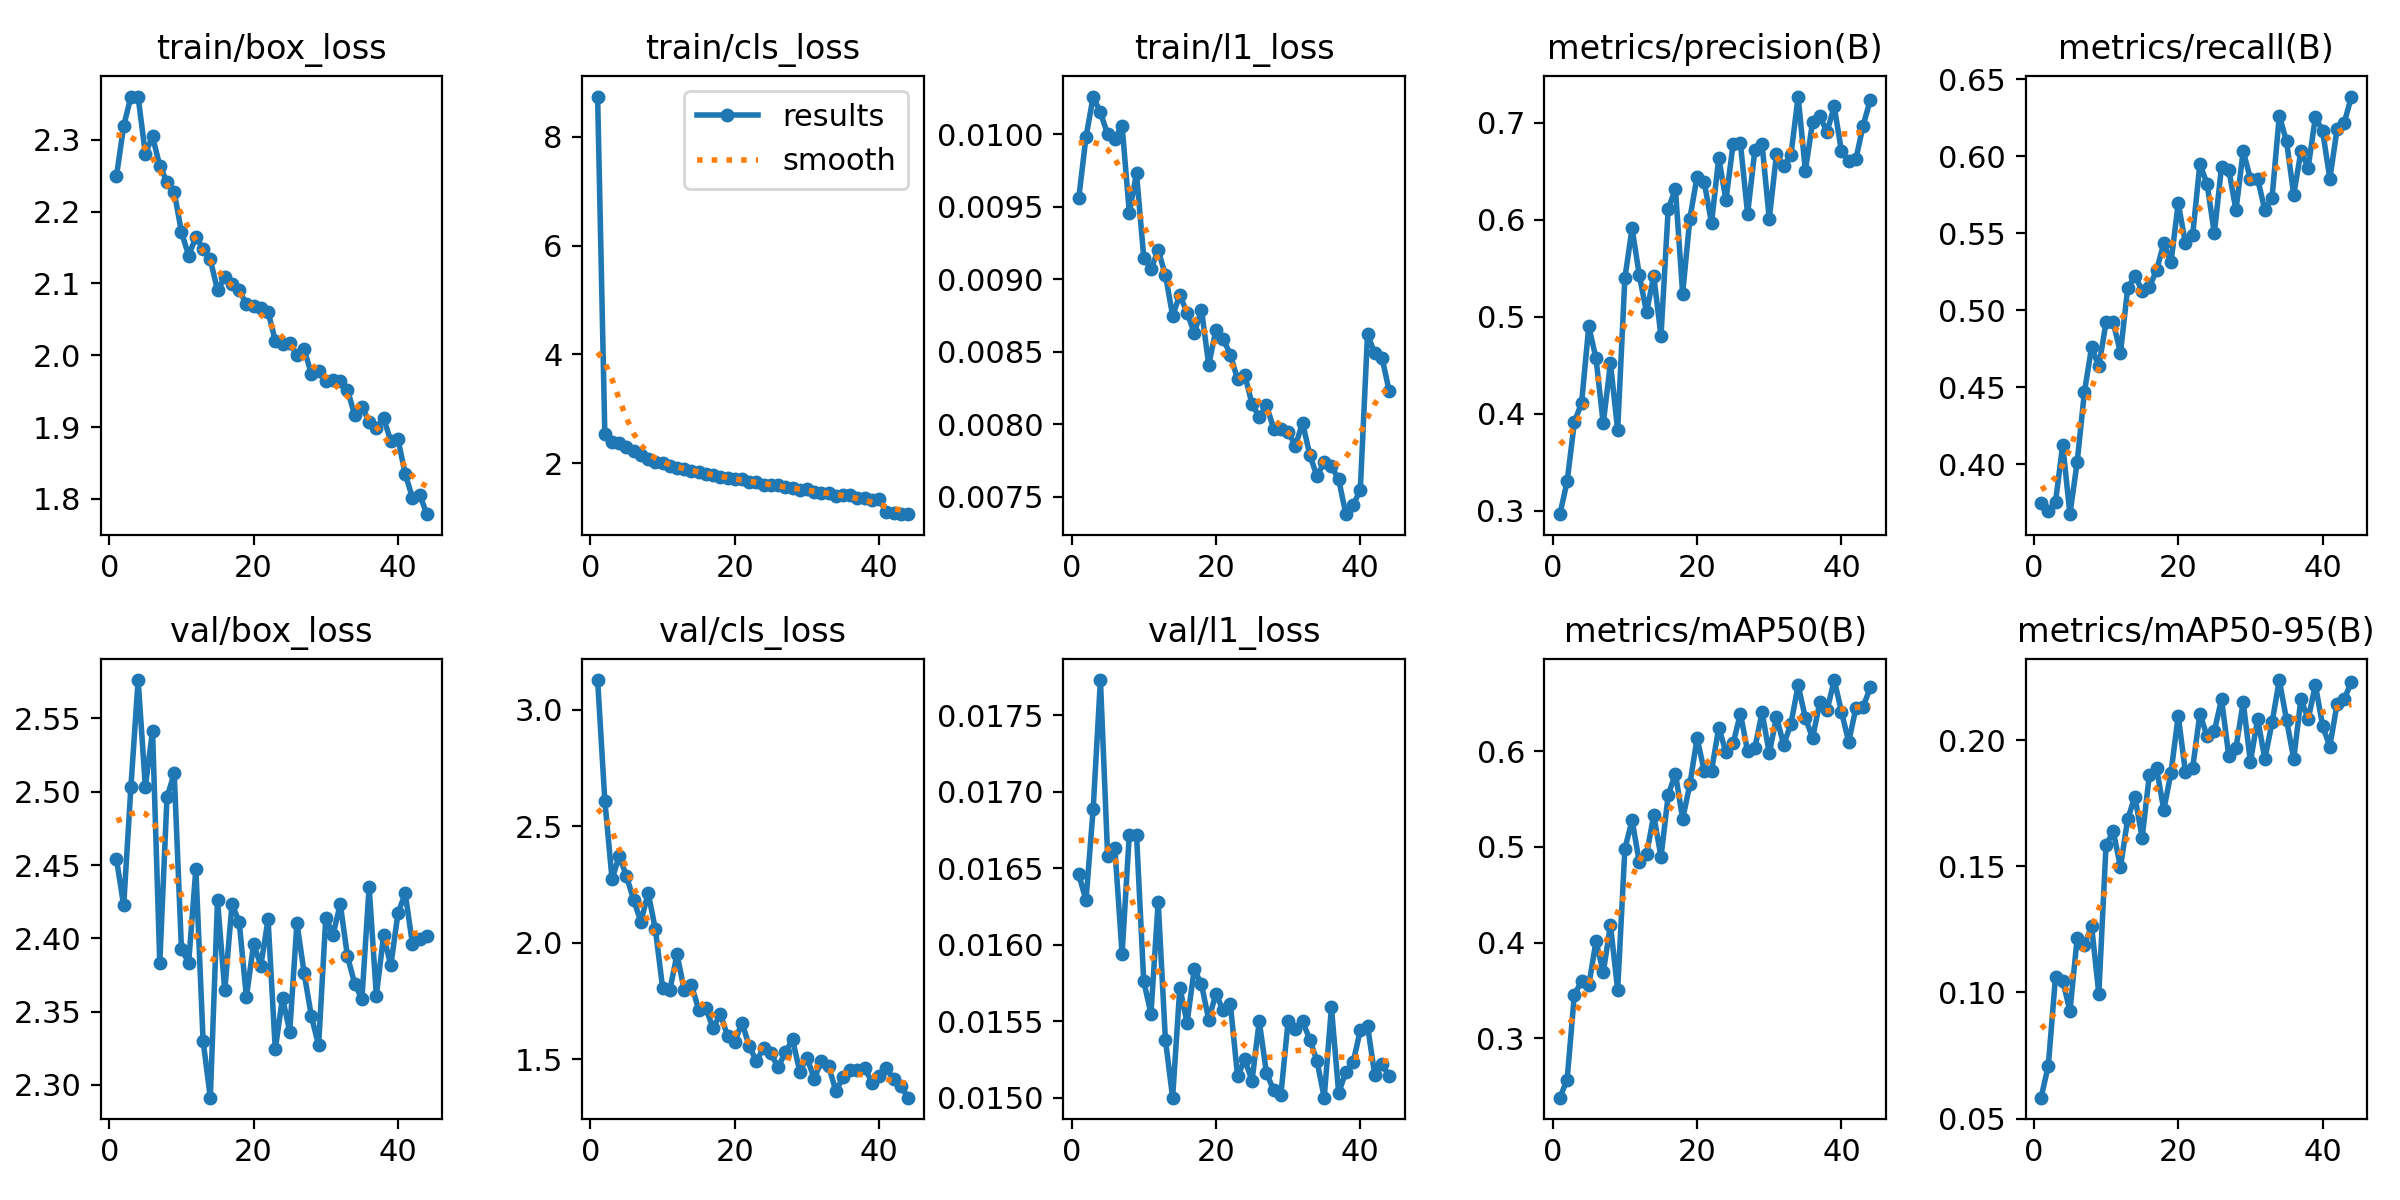 train/box_loss
train/cls_loss
train/l1_loss
metrics/precision(B)
metrics/recall(B)
2.3
2.2
2.1
2.0
1.9
1.8
0 20 40
8
6
4
2
0 20 40
results
smooth
0.0100
0.0095
0.0090
0.0085
0.0080
0.0075
0 20 40
0.7
0.6
0.5
0.4
0.3
0 20 40
0.65
0.60
0.55
0.50
0.45
0.40
0 20 40
val/box_loss
val/cls_loss
val/l1_loss
metrics/mAP50(B)
metrics/mAP50-95(B)
2.55
2.50
2.45
2.40
2.35
2.30
0 20 40
3.0
2.5
2.0
1.5
0 20 40
0.0175
0.0170
0.0165
0.0160
0.0155
0.0150
0 20 40
0.6
0.5
0.4
0.3
0 20 40
0.20
0.15
0.10
0.05
0 20 40